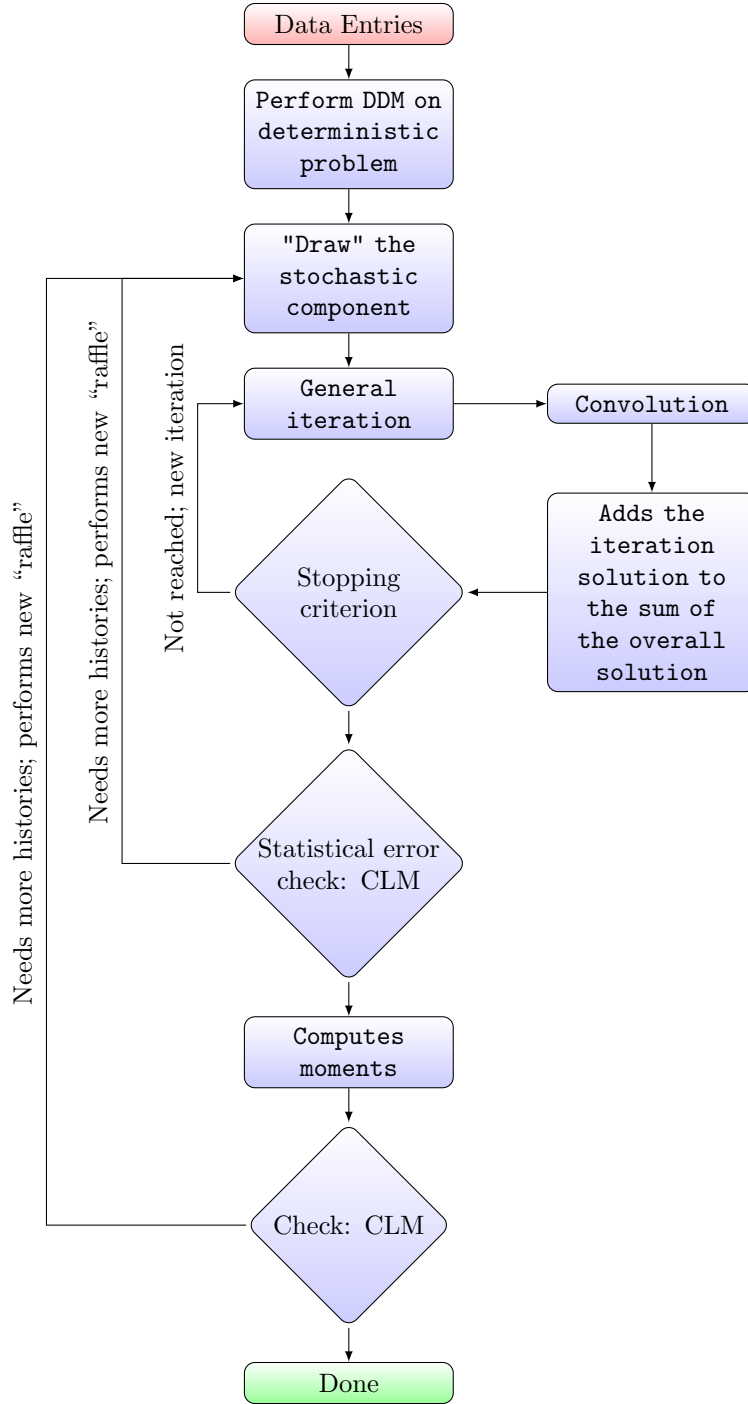 Data Entries
Perform DDM on
deterministic
problem
"Draw" the
stochastic
component
General
iteration
Convolution
Adds the
iteration
solution to
the sum of
the overall
solution
Stopping
criterion
Not reached; new iteration
Statistical error
check: CLM
Needs more histories; performs new “raffle”
Computes
moments
Check: CLM
Needs more histories; performs new “raffle”
Done